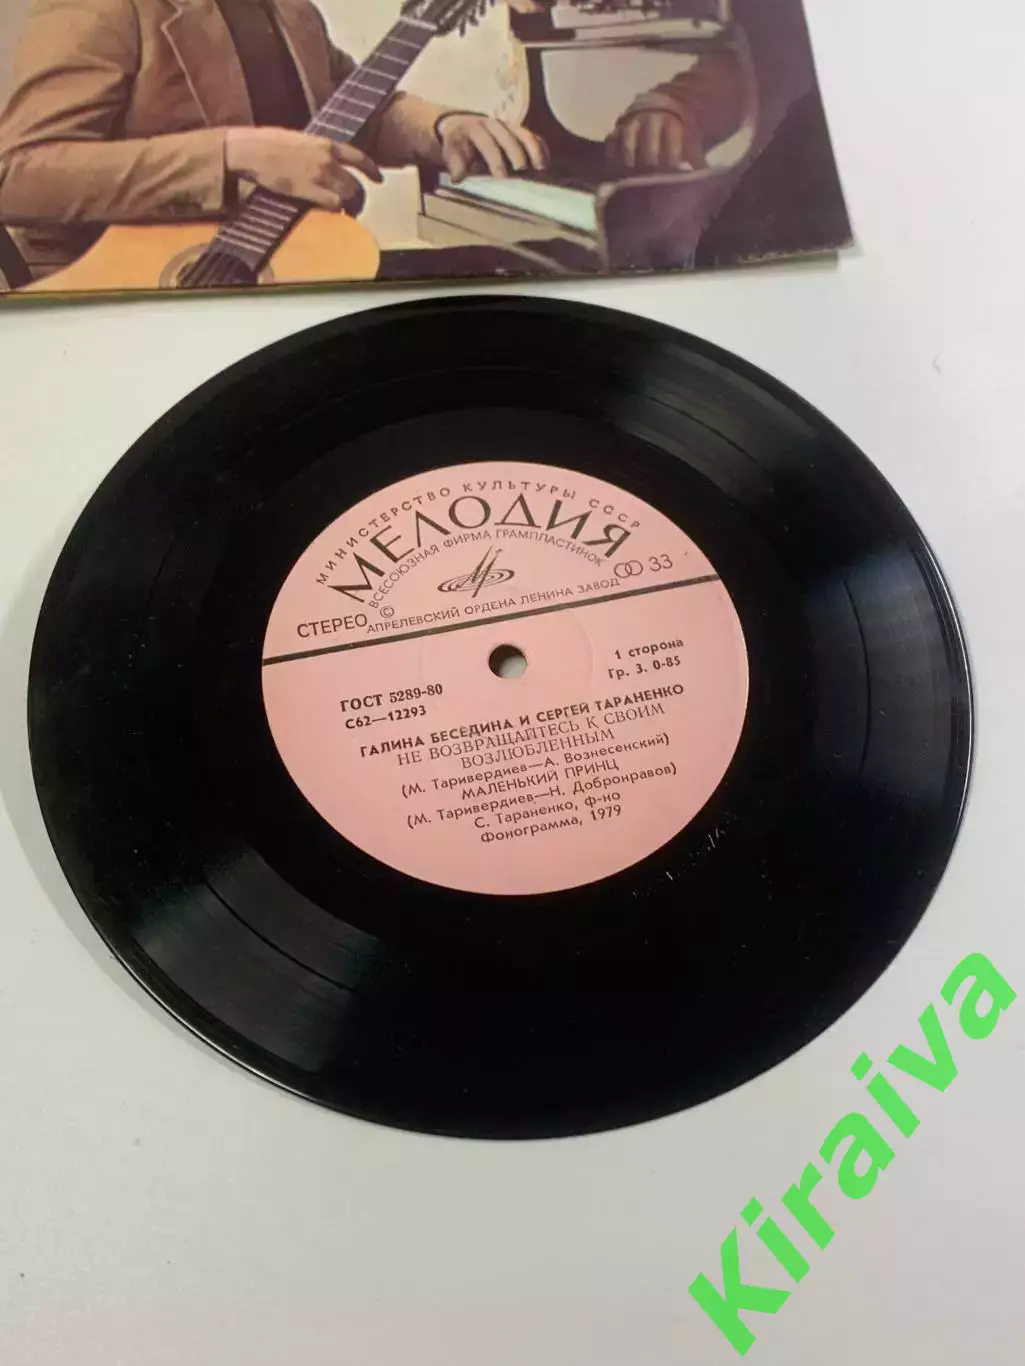 МИНИСТЕРСТВО КУЛЬТУРЫ СССР
МЕЛОДИЯ
ВСЕСОЮЗНАЯ ФИРМА ГРАМПЛАСТИНОК
©
СТЕРЕО
АПРЕЛЕВСКИЙ ОРДЕНА ЛЕНИНА ЗАВОД
33
1 сторона
ГОСТ 5289-80
Гр. 3. 0-85
С62—12293
ГАЛИНА БЕСЕДИНА И СЕРГЕЙ ТАРАНЕНКО
НЕ ВОЗВРАЩАЙТЕСЬ К СВОИМ
ВОЗЛЮБЛЕННЫМ
(М. Таривердиев—А. Вознесенский)
МАЛЕНЬКИЙ ПРИНЦ
(М. Таривердиев—Н. Добронравов)
С. Тараненко, ф-но
Фонограмма, 1979
Kiraiva